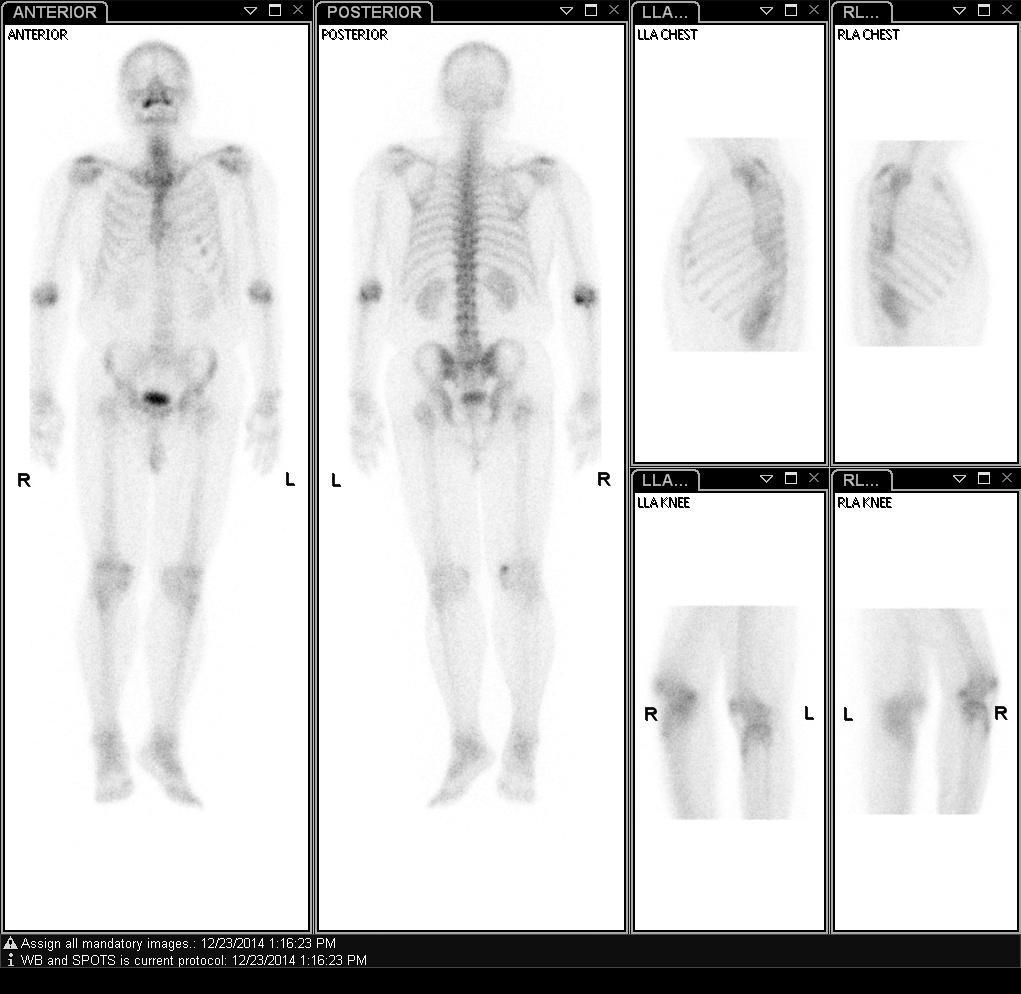 ANTERIOR
POSTERIOR
LLA...
RL...
ANTERIOR
POSTERIOR
LLA CHEST
RLA CHEST
R
L
L
R
LLA...
RL...
LLA KNEE
RLA KNEE
R
L
L
R
Assign all mandatory images.: 12/23/2014 1:16:23 PM
WB and SPOTS is current protocol: 12/23/2014 1:16:23 PM